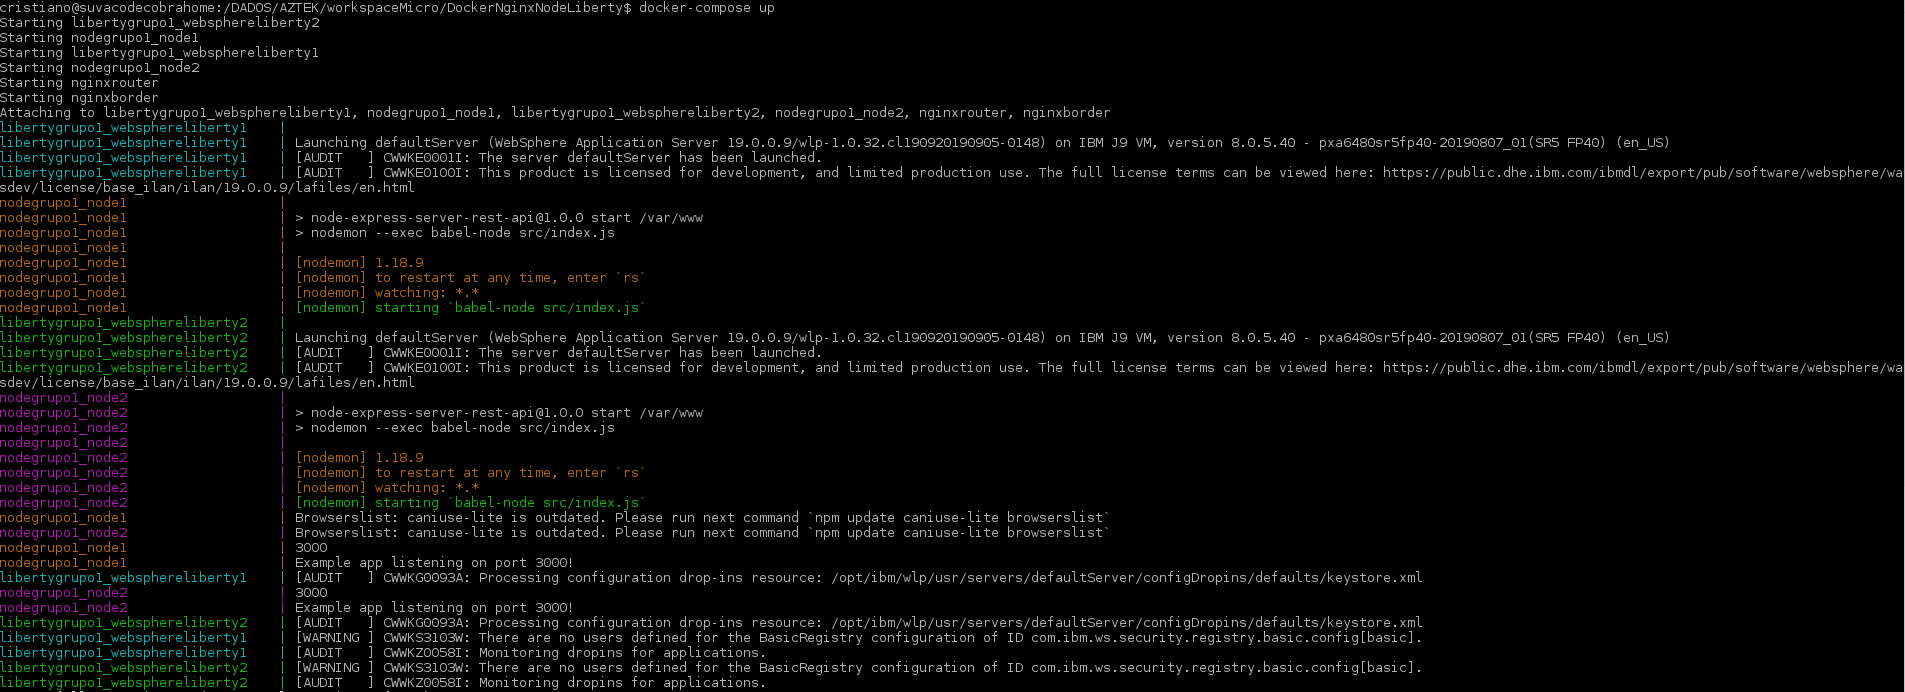 cristiano@suvacodecobrahome:/DADOS/AZTEK/workspaceMicro/DockerNginxNodeLiberty$ docker-compose up
Starting libertygrupo1_websphereliberty2
Starting nodegrupo1_node1
Starting libertygrupo1_websphereliberty1
Starting nodegrupo1_node2
Starting nginxrouter
Starting nginxborder
Attaching to libertygrupo1_websphereliberty1, nodegrupo1_node1, libertygrupo1_websphereliberty2, nodegrupo1_node2, nginxrouter, nginxborder
libertygrupo1_websphereliberty1    |
libertygrupo1_websphereliberty1    | Launching defaultServer (WebSphere Application Server 19.0.0.9/wlp-1.0.32.cl190920190905-0148) on IBM J9 VM, version 8.0.5.40 - pxa6480sr5fp40-20190807_01(SR5 FP40) (en_US)
libertygrupo1_websphereliberty1    | [AUDIT   ] CWWKE0001I: The server defaultServer has been launched.
libertygrupo1_websphereliberty1    | [AUDIT   ] CWWKE0100I: This product is licensed for development, and limited production use. The full license terms can be viewed here: https://public.dhe.ibm.com/ibmdl/export/pub/software/websphere/wa
sdev/license/base_ilan/ilan/19.0.0.9/lafiles/en.html
nodegrupo1_node1                   |
nodegrupo1_node1                   | > node-express-server-rest-api@1.0.0 start /var/www
nodegrupo1_node1                   | > nodemon --exec babel-node src/index.js
nodegrupo1_node1                   |
nodegrupo1_node1                   | [nodemon] 1.18.9
nodegrupo1_node1                   | [nodemon] to restart at any time, enter `rs`
nodegrupo1_node1                   | [nodemon] watching: *.*
nodegrupo1_node1                   | [nodemon] starting `babel-node src/index.js`
libertygrupo1_websphereliberty2    |
libertygrupo1_websphereliberty2    | Launching defaultServer (WebSphere Application Server 19.0.0.9/wlp-1.0.32.cl190920190905-0148) on IBM J9 VM, version 8.0.5.40 - pxa6480sr5fp40-20190807_01(SR5 FP40) (en_US)
libertygrupo1_websphereliberty2    | [AUDIT   ] CWWKE0001I: The server defaultServer has been launched.
libertygrupo1_websphereliberty2    | [AUDIT   ] CWWKE0100I: This product is licensed for development, and limited production use. The full license terms can be viewed here: https://public.dhe.ibm.com/ibmdl/export/pub/software/websphere/wa
sdev/license/base_ilan/ilan/19.0.0.9/lafiles/en.html
nodegrupo1_node2                   |
nodegrupo1_node2                   | > node-express-server-rest-api@1.0.0 start /var/www
nodegrupo1_node2                   | > nodemon --exec babel-node src/index.js
nodegrupo1_node2                   |
nodegrupo1_node2                   | [nodemon] 1.18.9
nodegrupo1_node2                   | [nodemon] to restart at any time, enter `rs`
nodegrupo1_node2                   | [nodemon] watching: *.*
nodegrupo1_node2                   | [nodemon] starting `babel-node src/index.js`
nodegrupo1_node1                   | Browserslist: caniuse-lite is outdated. Please run next command `npm update caniuse-lite browserslist`
nodegrupo1_node2                   | Browserslist: caniuse-lite is outdated. Please run next command `npm update caniuse-lite browserslist`
nodegrupo1_node1                   | 3000
nodegrupo1_node1                   | Example app listening on port 3000!
libertygrupo1_websphereliberty1    | [AUDIT   ] CWWKG0093A: Processing configuration drop-ins resource: /opt/ibm/wlp/usr/servers/defaultServer/configDropins/defaults/keystore.xml
nodegrupo1_node2                   | 3000
nodegrupo1_node2                   | Example app listening on port 3000!
libertygrupo1_websphereliberty2    | [AUDIT   ] CWWKG0093A: Processing configuration drop-ins resource: /opt/ibm/wlp/usr/servers/defaultServer/configDropins/defaults/keystore.xml
libertygrupo1_websphereliberty1    | [WARNING ] CWWKS3103W: There are no users defined for the BasicRegistry configuration of ID com.ibm.ws.security.registry.basic.config[basic].
libertygrupo1_websphereliberty1    | [AUDIT   ] CWWKZ0058I: Monitoring dropins for applications.
libertygrupo1_websphereliberty2    | [WARNING ] CWWKS3103W: There are no users defined for the BasicRegistry configuration of ID com.ibm.ws.security.registry.basic.config[basic].
libertygrupo1_websphereliberty2    | [AUDIT   ] CWWKZ0058I: Monitoring dropins for applications.